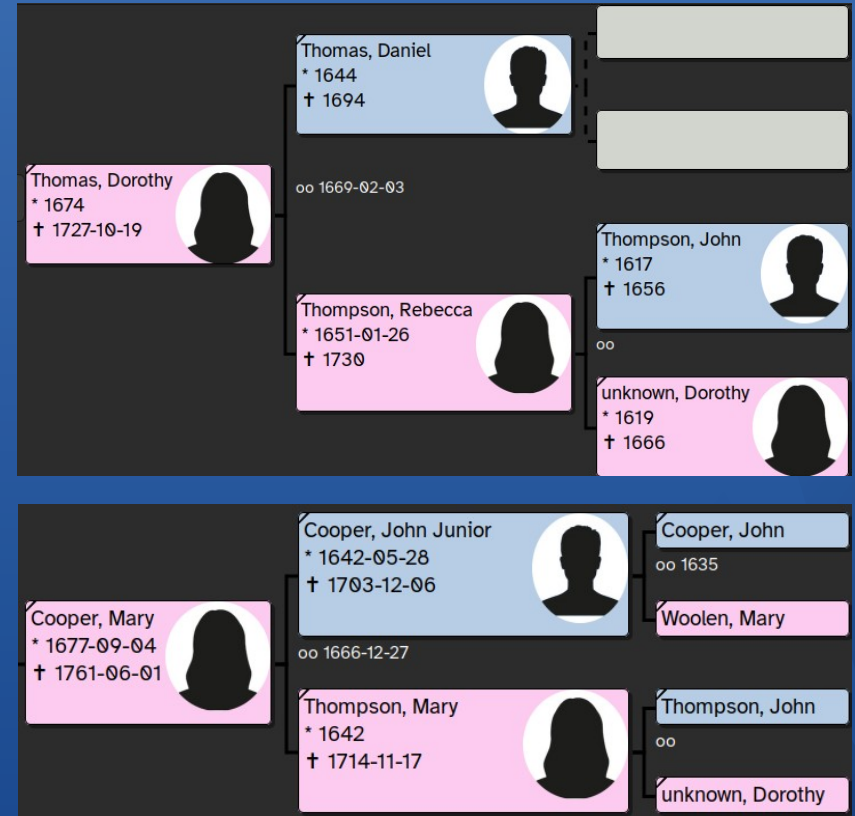 Thomas, Daniel
* 1644
✝ 1694
Thomas, Dorothy
* 1674
✝ 1727-10-19
oo 1669-02-03
Thompson, John
* 1617
✝ 1656
Thompson, Rebecca
* 1651-01-26
✝ 1730
oo
unknown, Dorothy
* 1619
✝ 1666
Cooper, John Junior
* 1642-05-28
✝ 1703-12-06
Cooper, John
oo 1635
Woolen, Mary
Cooper, Mary
* 1677-09-04
✝ 1761-06-01
oo 1666-12-27
Thompson, Mary
* 1642
✝ 1714-11-17
Thompson, John
oo
unknown, Dorothy